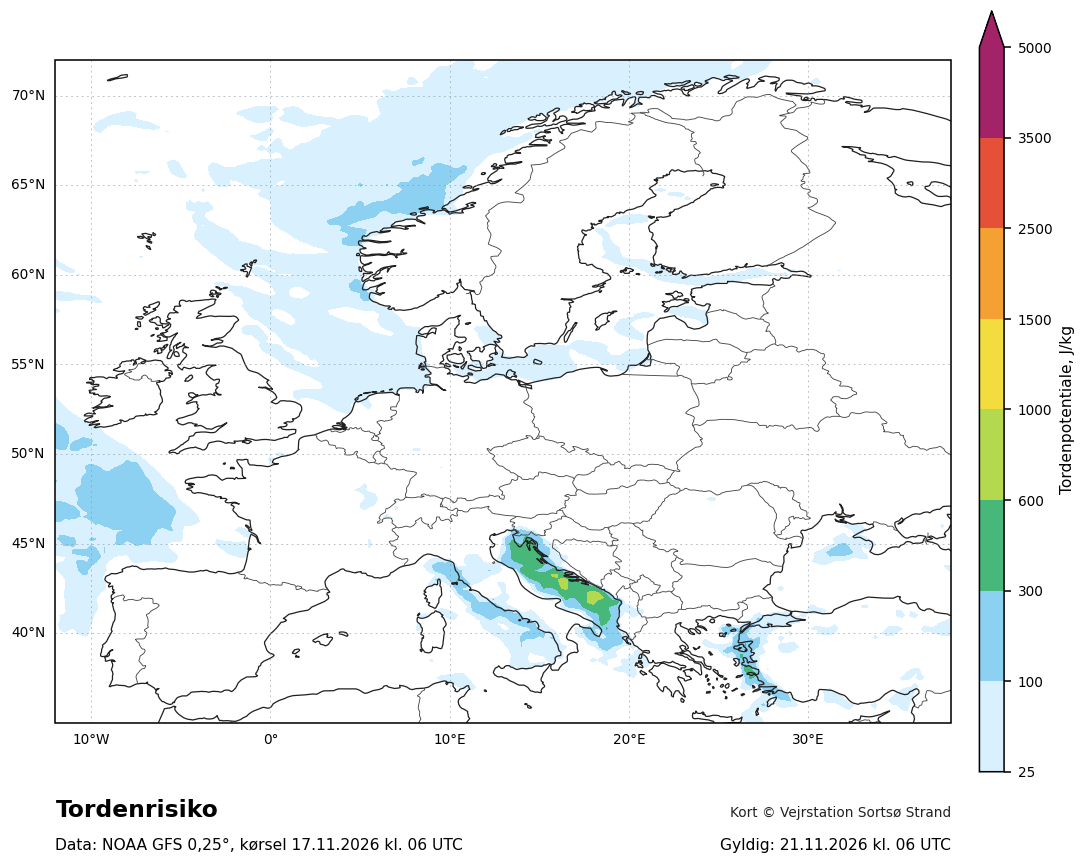 70°N
65°N
60°N
55°N
50°N
45°N
40°N
10°W
0°
10°E
20°E
30°E
5000
3500
2500
1500
1000
600
300
100
25
Tordenpotentiale, J/kg
Tordenrisiko
Kort © Vejrstation Sortsø Strand
Data: NOAA GFS 0,25°, kørsel 17.11.2026 kl. 06 UTC
Gyldig: 21.11.2026 kl. 06 UTC